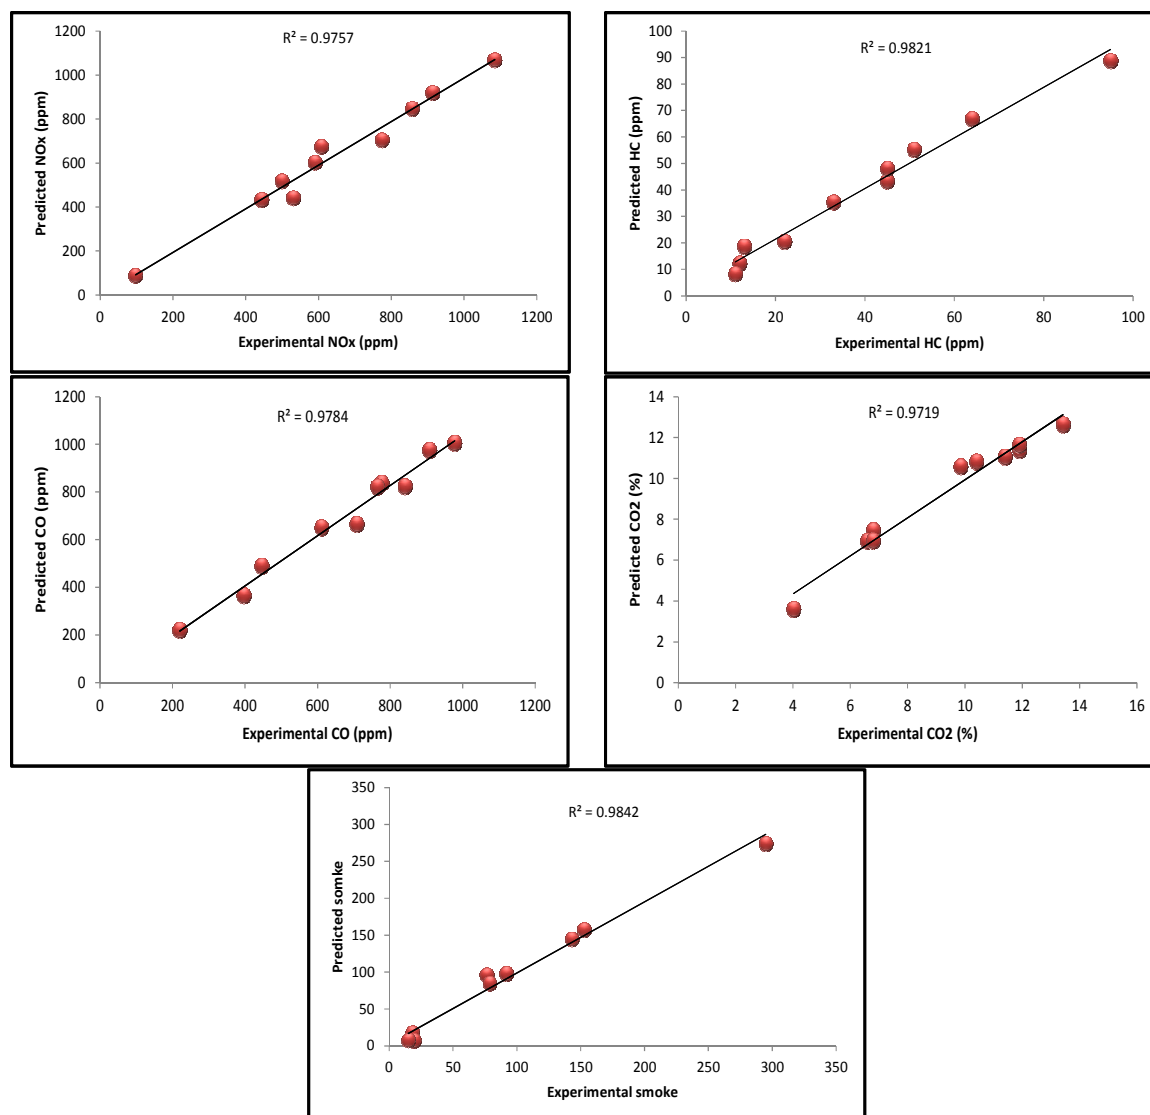 R² = 0.9757
1200
1000
800
600
400
200
0
0 200 400 600 800 1000 1200
Predicted NOx (ppm)
Experimental NOx (ppm)
R² = 0.9821
100
90
80
70
60
50
40
30
20
10
0
0 20 40 60 80 100
Predicted HC (ppm)
Experimental HC (ppm)
R² = 0.9784
1200
1000
800
600
400
200
0
0 200 400 600 800 1000 1200
Predicted CO (ppm)
Experimental CO (ppm)
R² = 0.9719
14
12
10
8
6
4
2
0
0 2 4 6 8 10 12 14 16
Predicted CO2 (%)
Experimental CO2 (%)
R² = 0.9842
350
300
250
200
150
100
50
0
0 50 100 150 200 250 300 350
Predicted somke
Experimental smoke